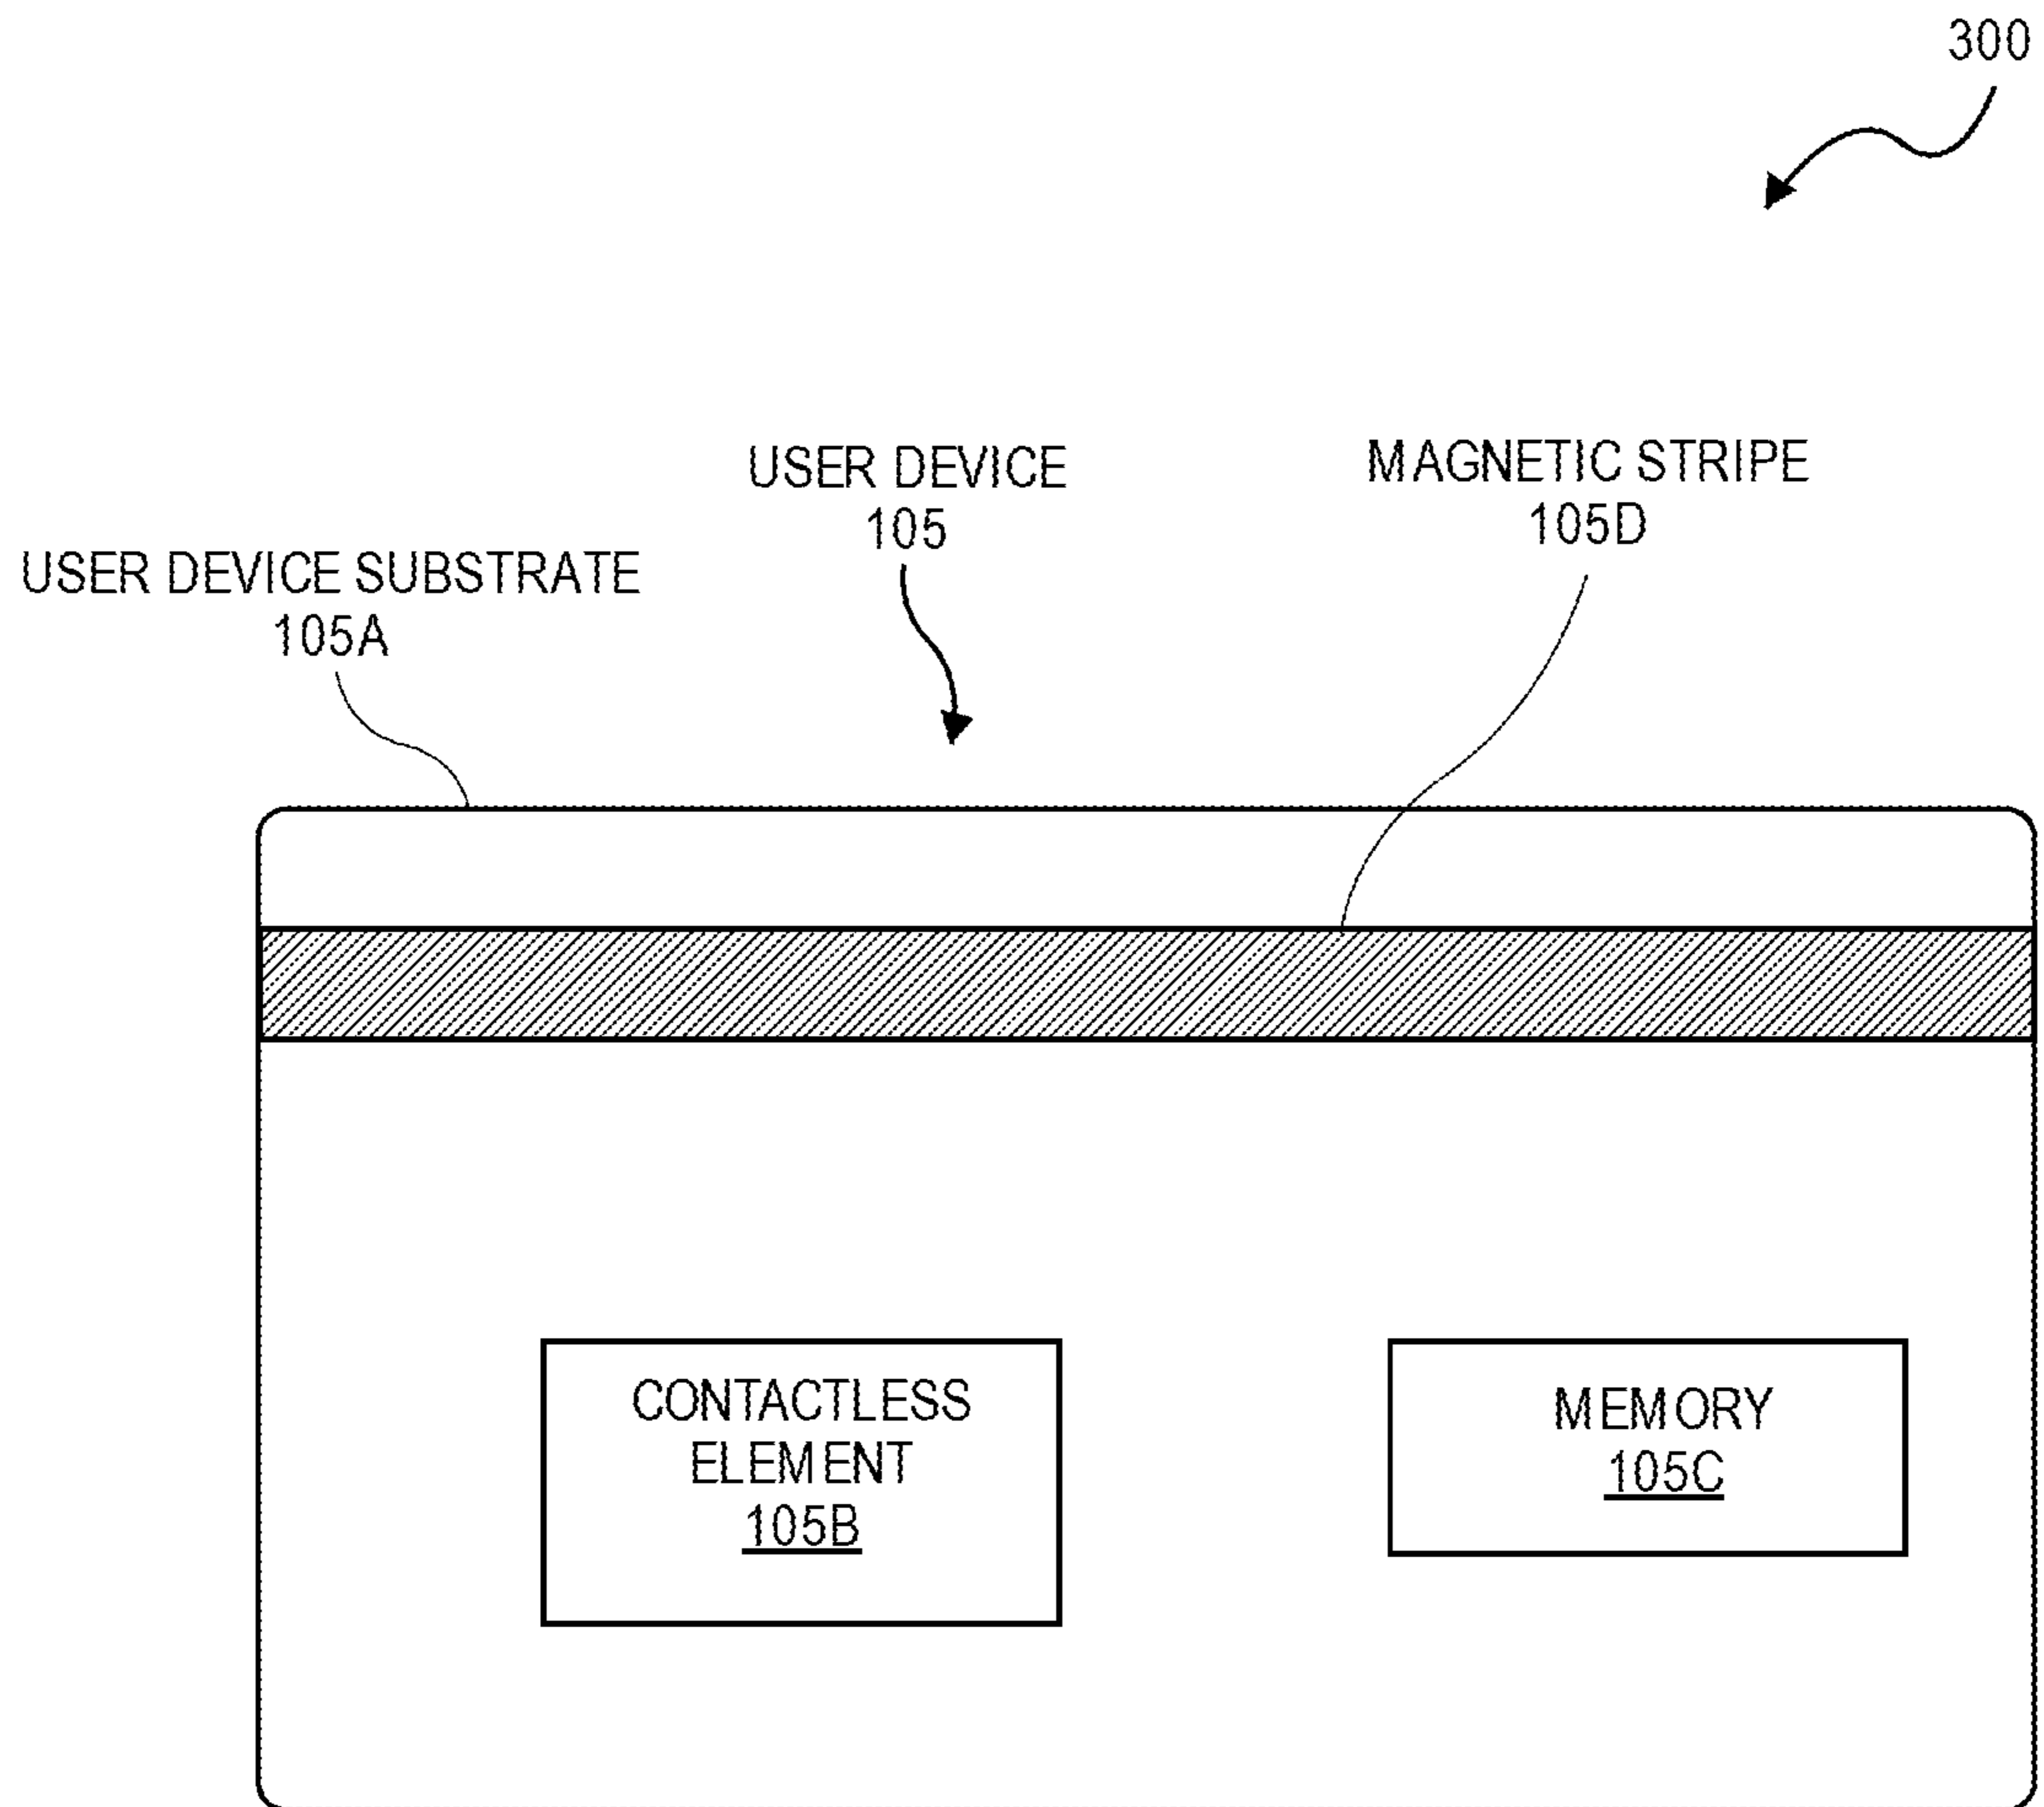 300
USER DEVICE
105
MAGNETIC STRIPE
105D
USER DEVICE SUBSTRATE
105A
CONTACTLESS
ELEMENT
105B
MEMORY
105C